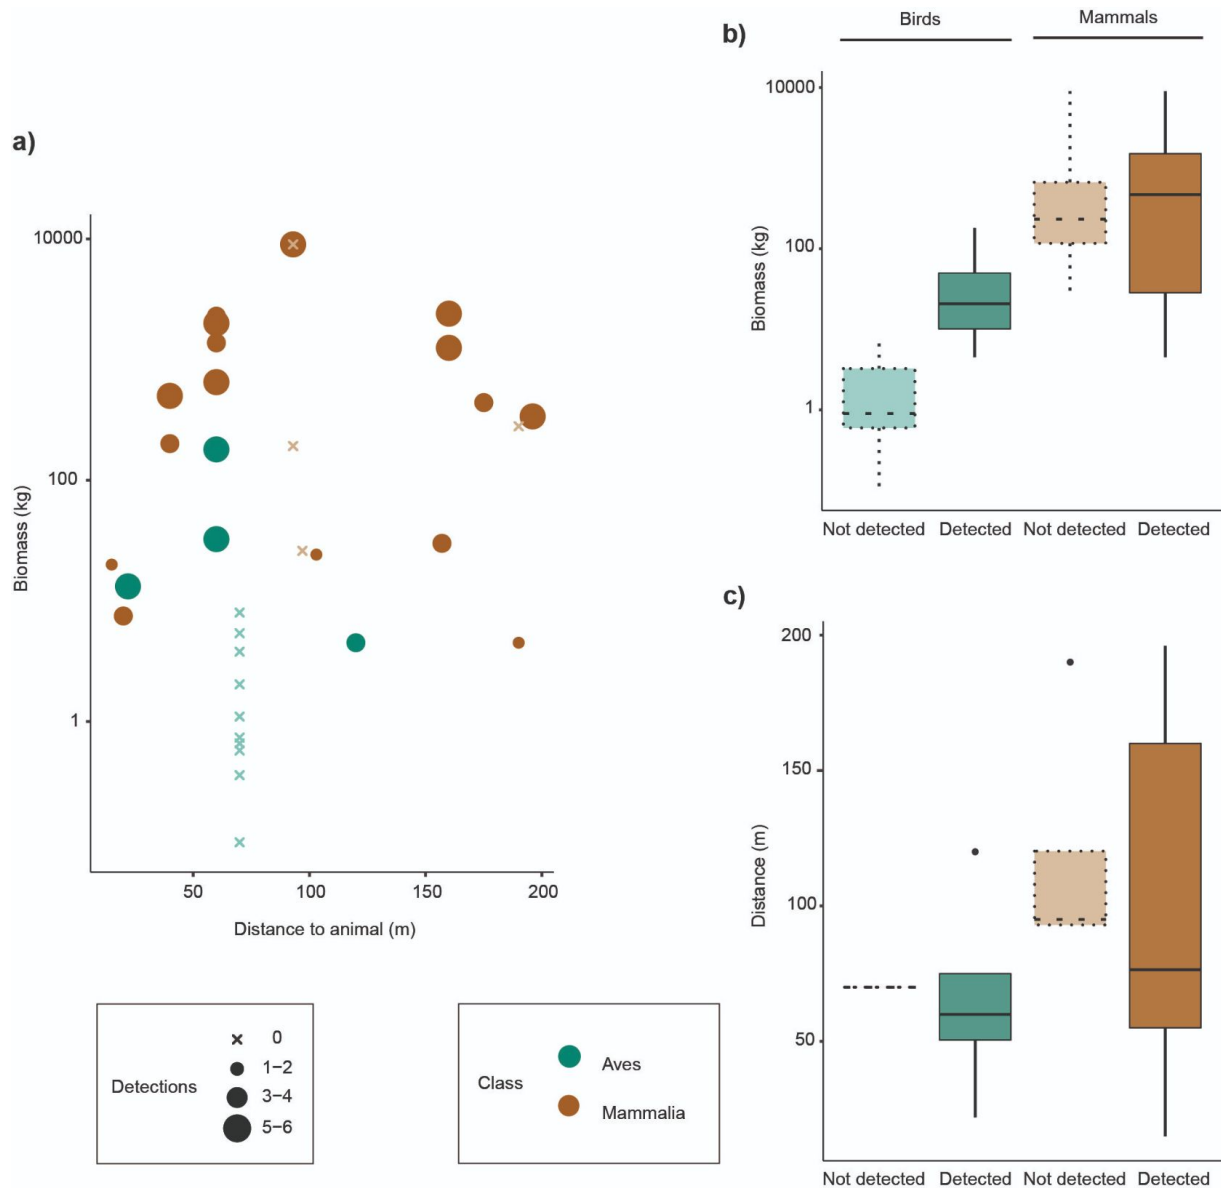 a)
10000
100
1
Biomass (kg)
50
100
150
200
Distance to animal (m)
Detections
0
1–2
3–4
5–6
Class
Aves
Mammalia
b)
Birds
Mammals
10000
100
1
Biomass (kg)
Not detected
Detected
Not detected
Detected
c)
200
150
100
50
Distance (m)
Not detected
Detected
Not detected
Detected